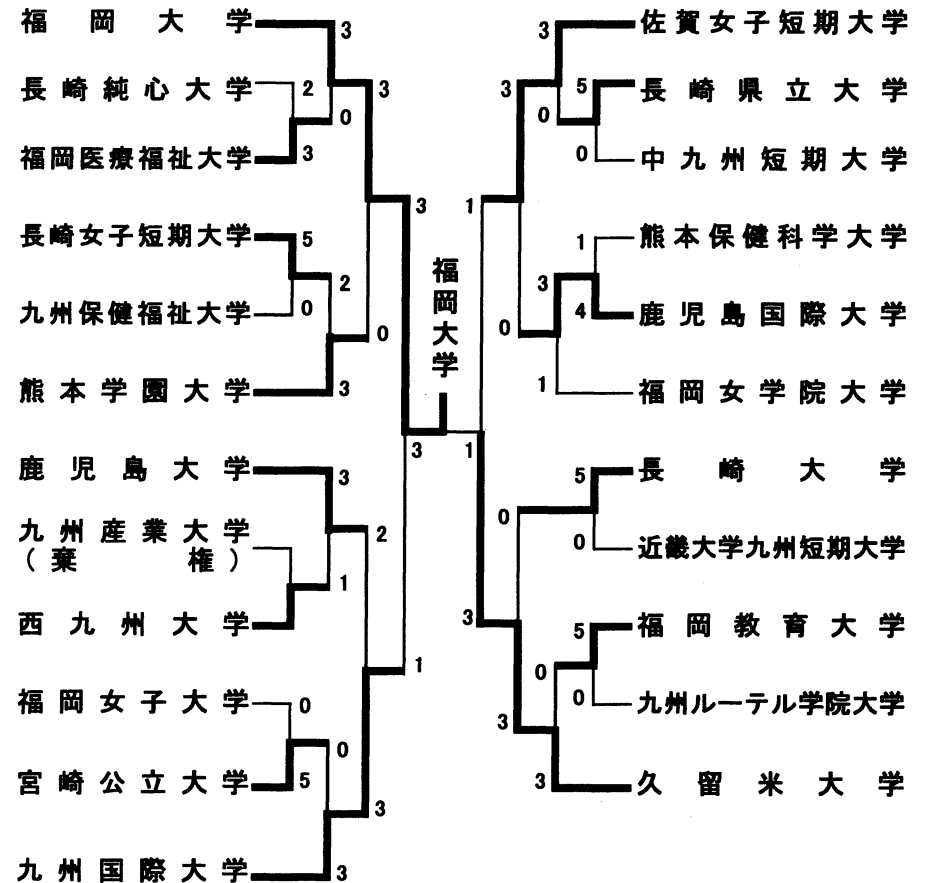 福岡大学
3
長崎純心大学
2
3
0
福岡医療福祉大学
3
長崎女子短期大学
5
3
2
九州保健福祉大学
0
0
熊本学園大学
3
鹿児島大学
3
九州産業大学
2
(棄権)
1
西九州大学
1
福岡女子大学
0
0
宮崎公立大学
5
3
九州国際大学
3
福岡大学
3
1
佐賀女子短期大学
3
長崎県立大学
5
3
0
中九州短期大学
0
1
熊本保健科学大学
1
3
鹿児島国際大学
4
0
福岡女学院大学
1
長崎大学
5
0
近畿大学九州短期大学
0
福岡教育大学
5
3
0
九州ルーテル学院大学
0
3
久留米大学
3